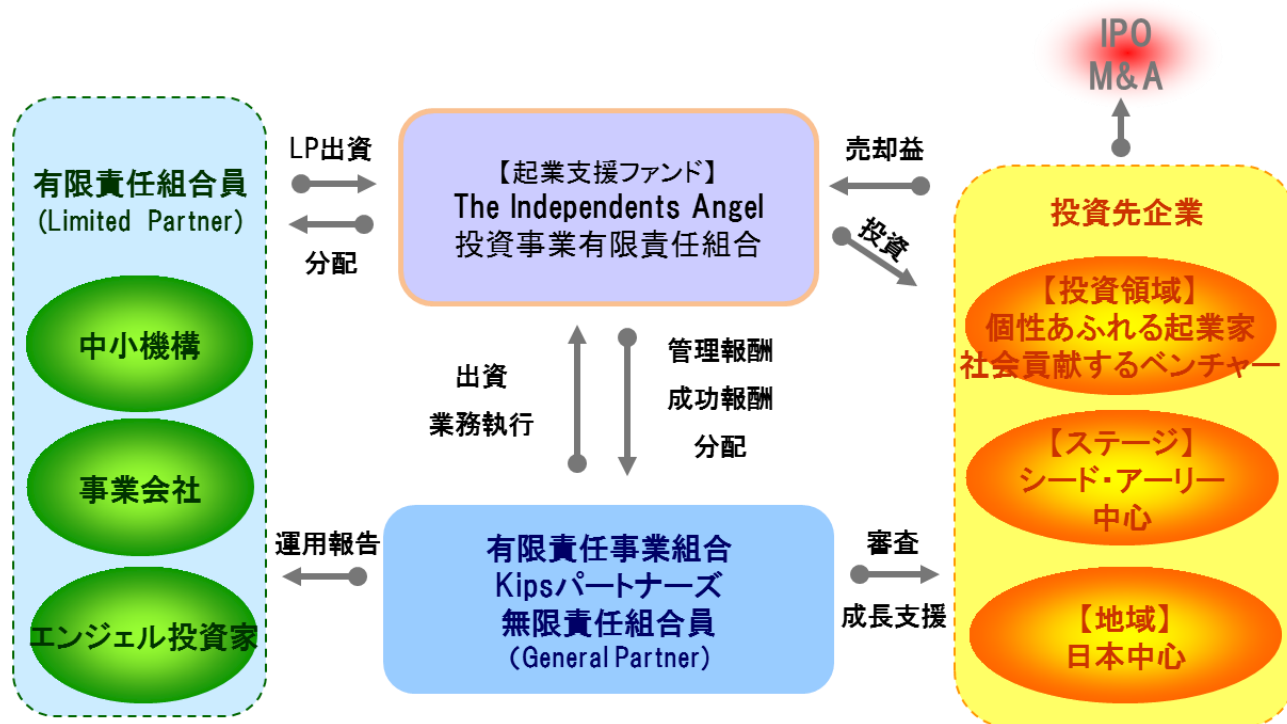 IPO
M&A
有限責任組合員
(Limited Partner)
中小機構
事業会社
エンジェル投資家
LP出資
分配
【起業支援ファンド】
The Independents Angel
投資事業有限責任組合
売却益
投資
出資
業務執行
管理報酬
成功報酬
分配
運用報告
有限責任事業組合
Kipsパートナーズ
無限責任組合員
(General Partner)
審査
成長支援
投資先企業
【投資領域】
個性あふれる起業家
社会貢献するベンチャー
【ステージ】
シード・アーリー
中心
【地域】
日本中心